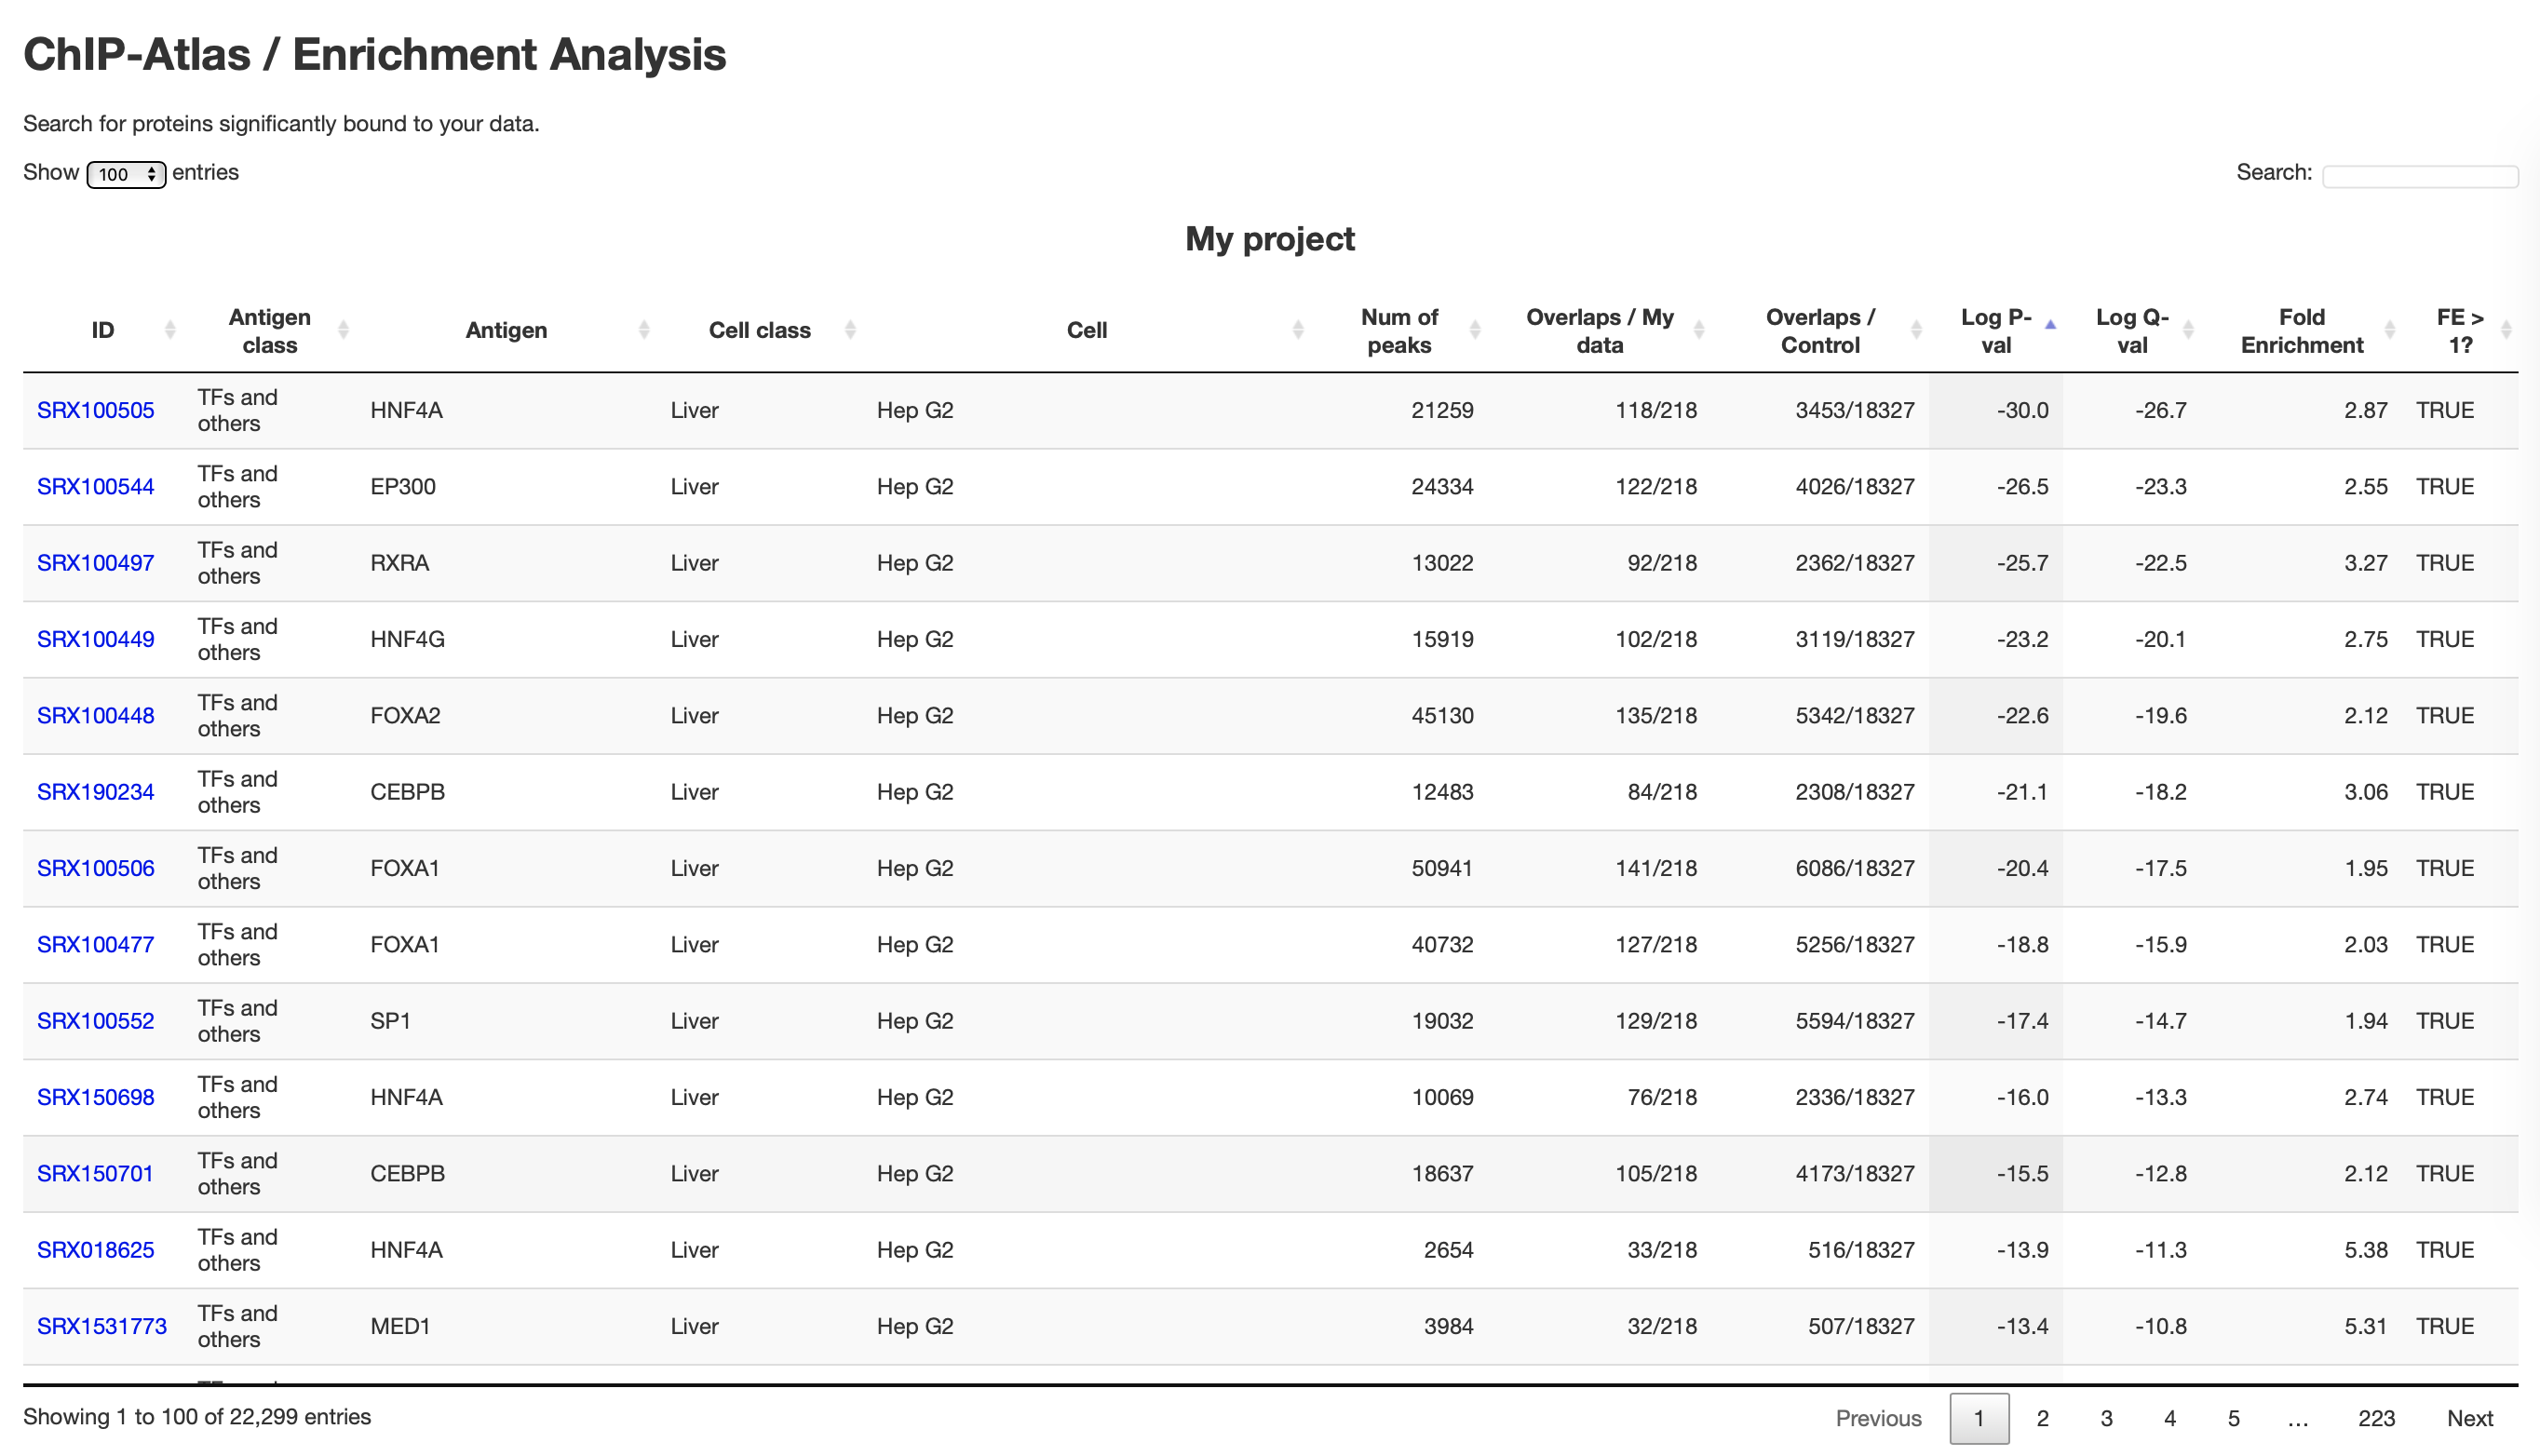 ChIP-Atlas / Enrichment Analysis
Search for proteins significantly bound to your data.
Show 100 entries Search:
My project
ID Antigen class Antigen Cell class Cell Num of peaks Overlaps / My data Overlaps / Control Log P-val Log Q-val Fold Enrichment FE > 1?
SRX100505 TFs and others HNF4A Liver Hep G2 21259 118/218 3453/18327 -30.0 -26.7 2.87 TRUE
SRX100544 TFs and others EP300 Liver Hep G2 24334 122/218 4026/18327 -26.5 -23.3 2.55 TRUE
SRX100497 TFs and others RXRA Liver Hep G2 13022 92/218 2362/18327 -25.7 -22.5 3.27 TRUE
SRX100449 TFs and others HNF4G Liver Hep G2 15919 102/218 3119/18327 -23.2 -20.1 2.75 TRUE
SRX100448 TFs and others FOXA2 Liver Hep G2 45130 135/218 5342/18327 -22.6 -19.6 2.12 TRUE
SRX190234 TFs and others CEBPB Liver Hep G2 12483 84/218 2308/18327 -21.1 -18.2 3.06 TRUE
SRX100506 TFs and others FOXA1 Liver Hep G2 50941 141/218 6086/18327 -20.4 -17.5 1.95 TRUE
SRX100477 TFs and others FOXA1 Liver Hep G2 40732 127/218 5256/18327 -18.8 -15.9 2.03 TRUE
SRX100552 TFs and others SP1 Liver Hep G2 19032 129/218 5594/18327 -17.4 -14.7 1.94 TRUE
SRX150698 TFs and others HNF4A Liver Hep G2 10069 76/218 2336/18327 -16.0 -13.3 2.74 TRUE
SRX150701 TFs and others CEBPB Liver Hep G2 18637 105/218 4173/18327 -15.5 -12.8 2.12 TRUE
SRX018625 TFs and others HNF4A Liver Hep G2 2654 33/218 516/18327 -13.9 -11.3 5.38 TRUE
SRX1531773 TFs and others MED1 Liver Hep G2 3984 32/218 507/18327 -13.4 -10.8 5.31 TRUE
Showing 1 to 100 of 22,299 entries Previous 1 2 3 4 5 … 223 Next